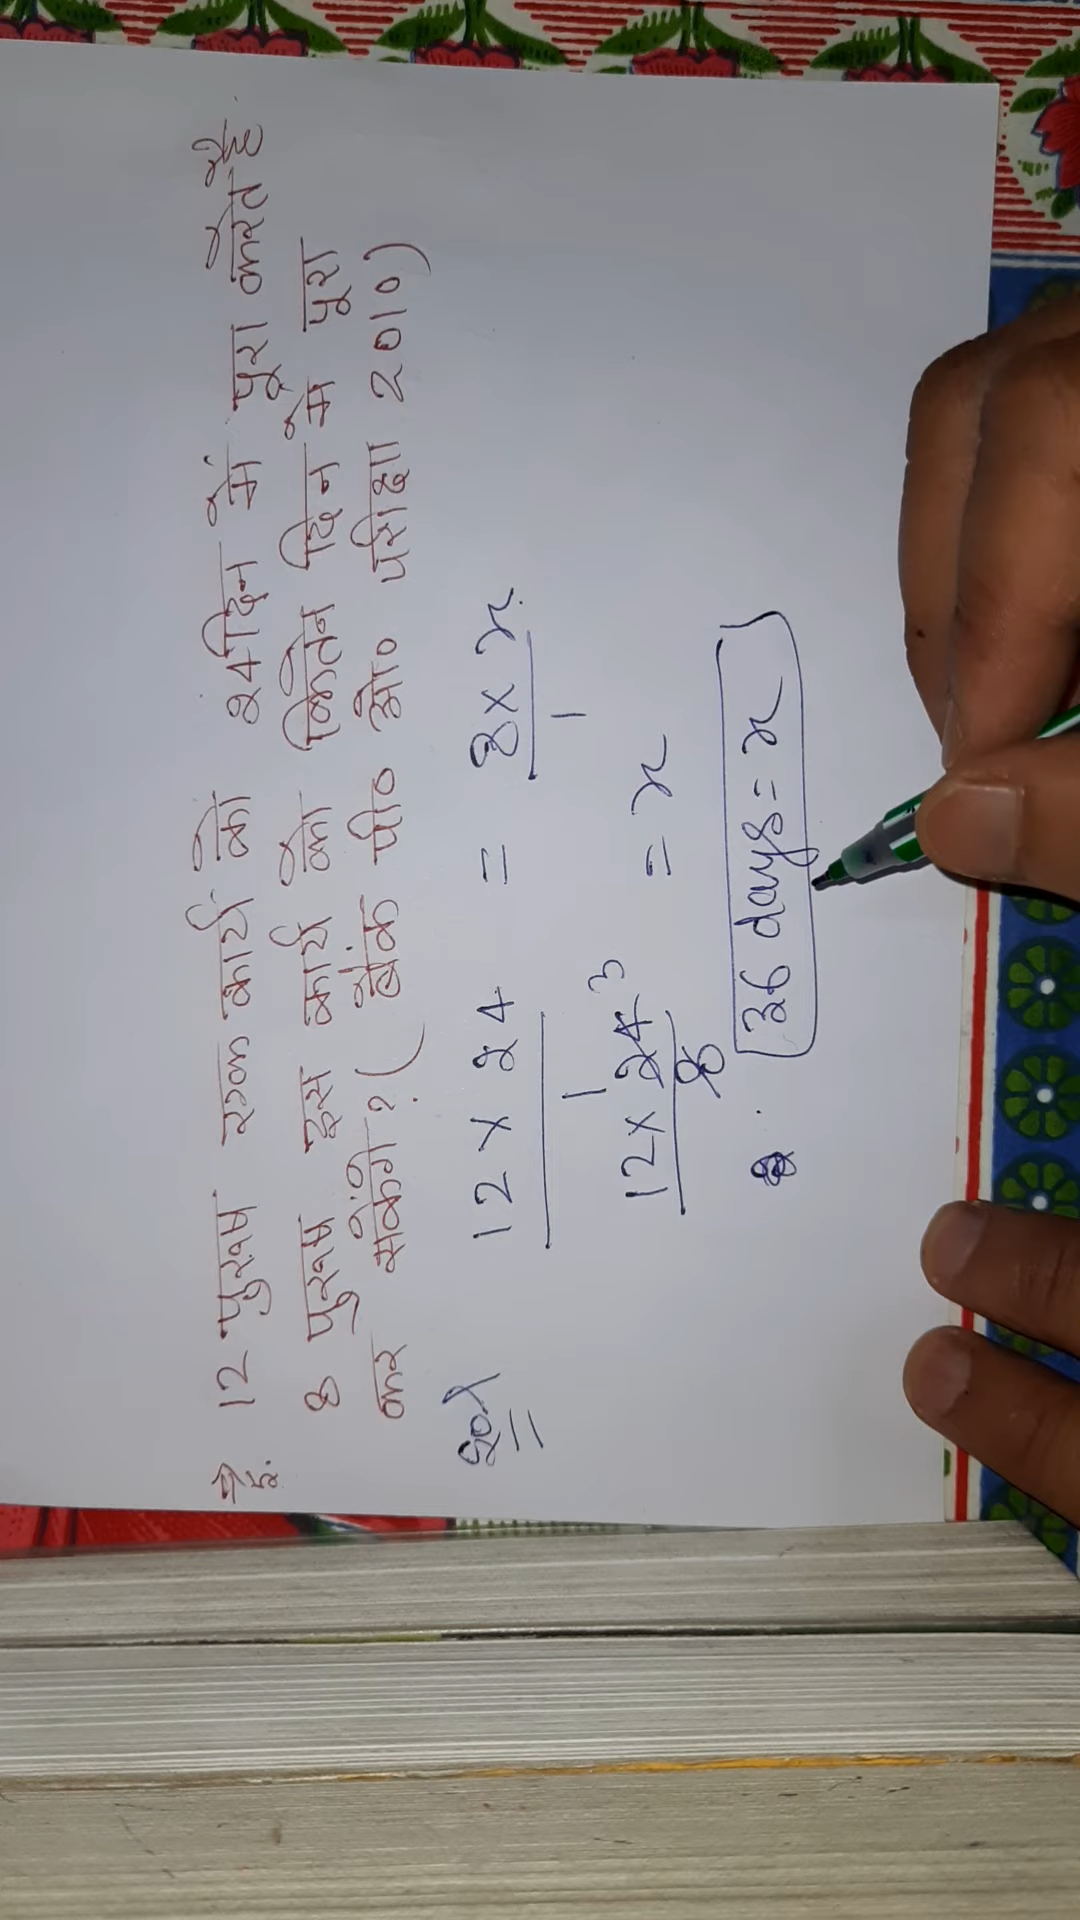 प्र. 12 पुरुष एक कार्य को 24 दिन में पूरा करते हैं
8 पुरुष इस कार्य को कितने दिन में पूरा
कर सकेंगे ? ( बैंक पी० ओ० परीक्षा 2010)
Sol 12 x 24 = 8 x x
1 1
12 x 24 3 = x
8
36 days = x